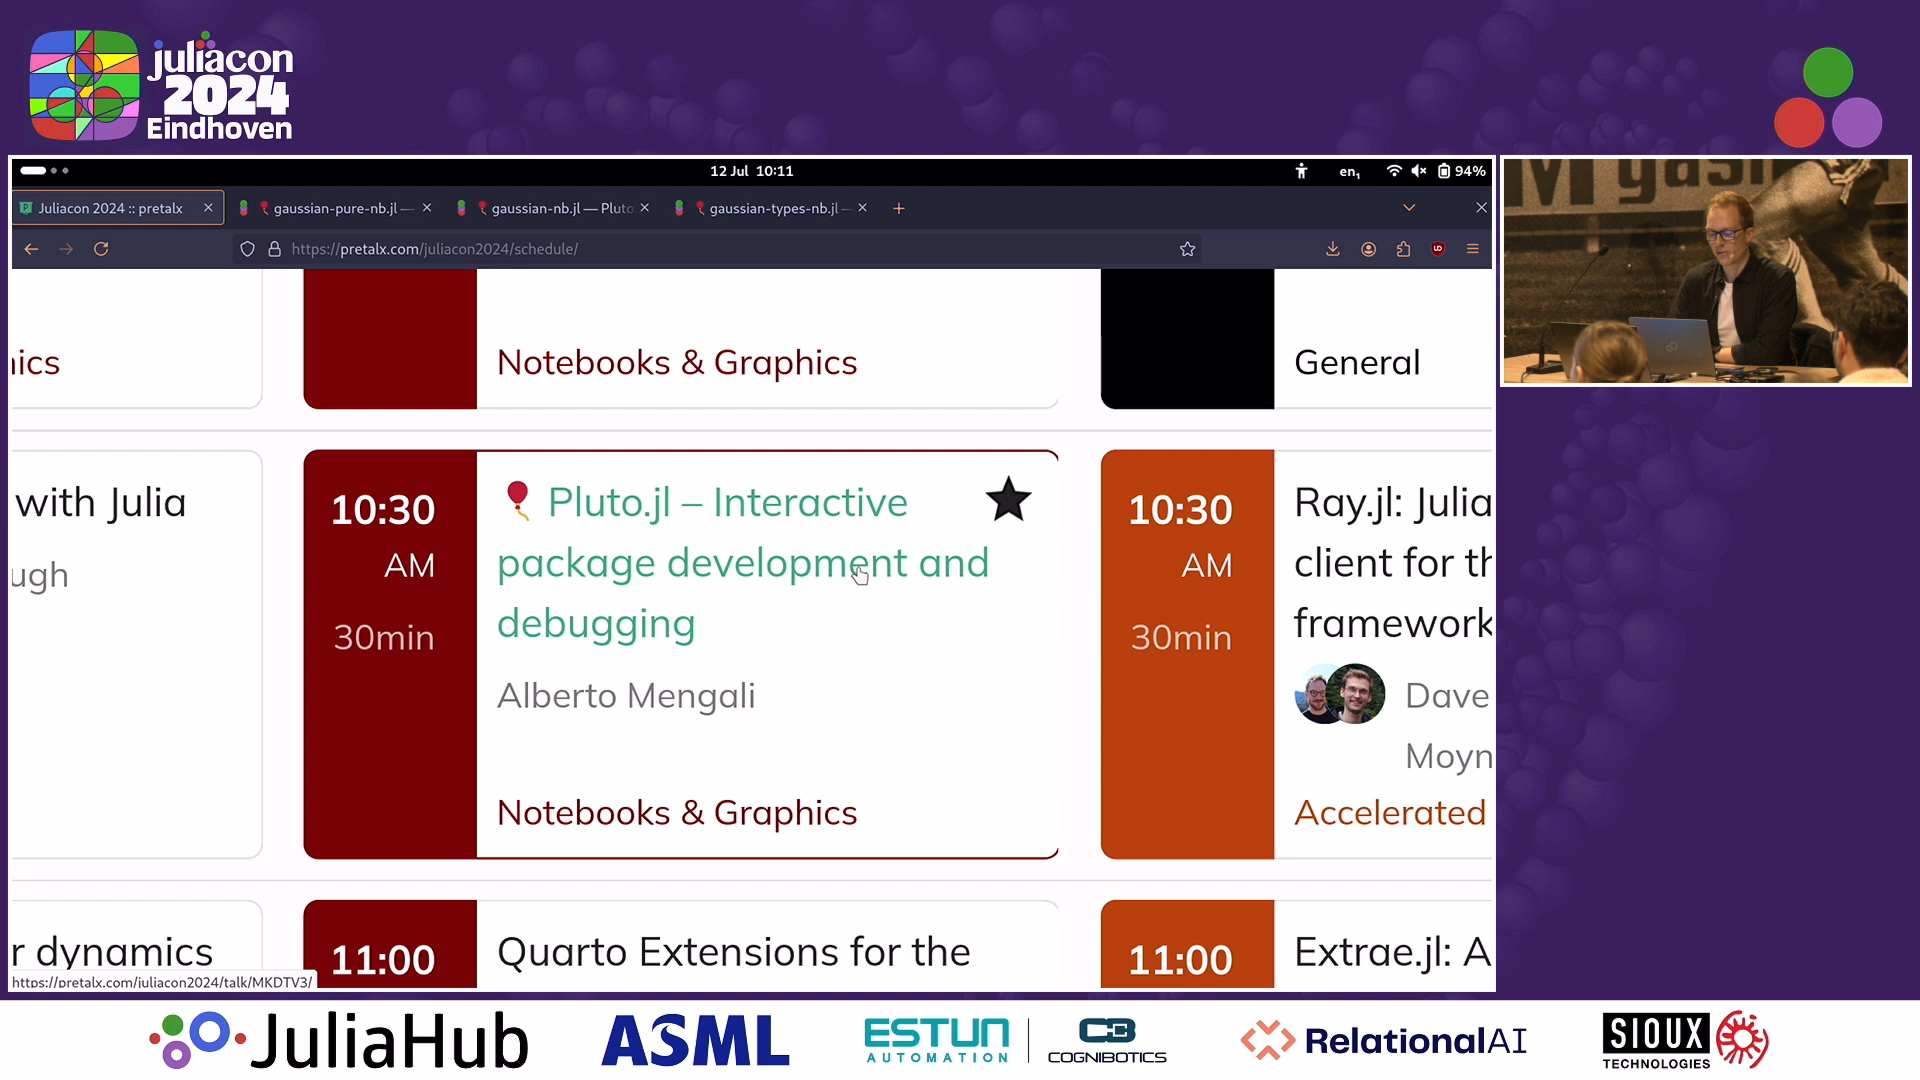 juliacon
2024
Eindhoven
12 Jul 10:11
en1
94%
Juliacon 2024 :: pretalx
gaussian-pure-nb.jl —
gaussian-nb.jl — Pluto
gaussian-types-nb.jl —
https://pretalx.com/juliacon2024/schedule/
ics
Notebooks & Graphics
General
with Julia
ugh
10:30
AM
30min
🎈 Pluto.jl – Interactive
package development and
debugging
Alberto Mengali
Notebooks & Graphics
10:30
AM
30min
Ray.jl: Julia
client for th
framework
Dave
Moyn
Accelerated
r dynamics
11:00
Quarto Extensions for the
11:00
Extrae.jl: A
https://pretalx.com/juliacon2024/talk/MKDTV3/
JuliaHub
ASML
ESTUN
AUTOMATION
COGNIBOTICS
RelationalAI
SIOUX
TECHNOLOGIES